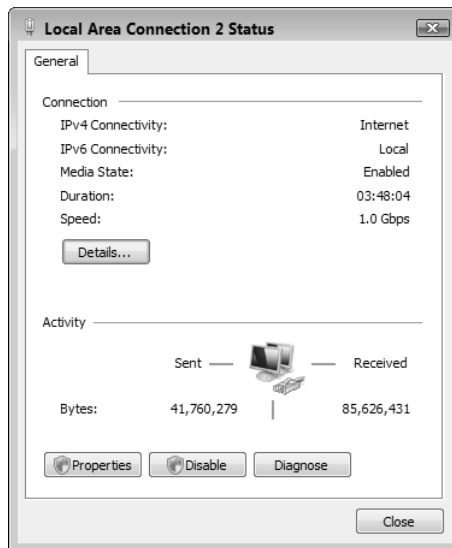 Local Area Connection 2 Status
General
Connection
IPv4 Connectivity: Internet
IPv6 Connectivity: Local
Media State: Enabled
Duration: 03:48:04
Speed: 1.0 Gbps
Details...
Activity
Sent Received
Bytes: 41,760,279 85,626,431
Properties Disable Diagnose
Close